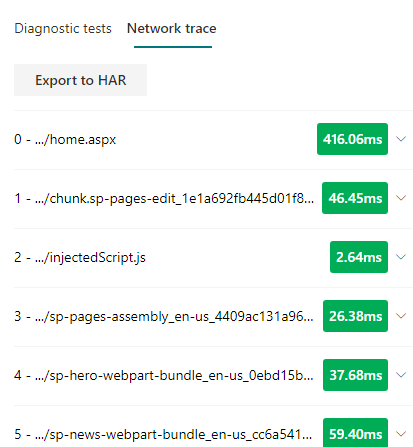 Diagnostic tests Network trace
Export to HAR
0 - .../home.aspx 416.06ms
1 - .../chunk.sp-pages-edit_1e1a692fb445d01f8... 46.45ms
2 - .../injectedScript.js 2.64ms
3 - .../sp-pages-assembly_en-us_4409ac131a96... 26.38ms
4 - .../sp-hero-webpart-bundle_en-us_0ebd15b... 37.68ms
5 - .../sp-news-webpart-bundle_en-us_cc6a541... 59.40ms